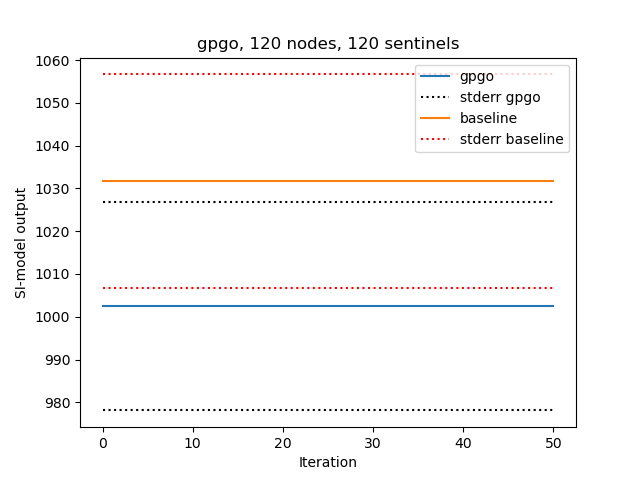 gpgo, 120 nodes, 120 sentinels
gpgo
stderr gpgo
baseline
stderr baseline
SI-model output
1060
1050
1040
1030
1020
1010
1000
990
980
0 10 20 30 40 50
Iteration